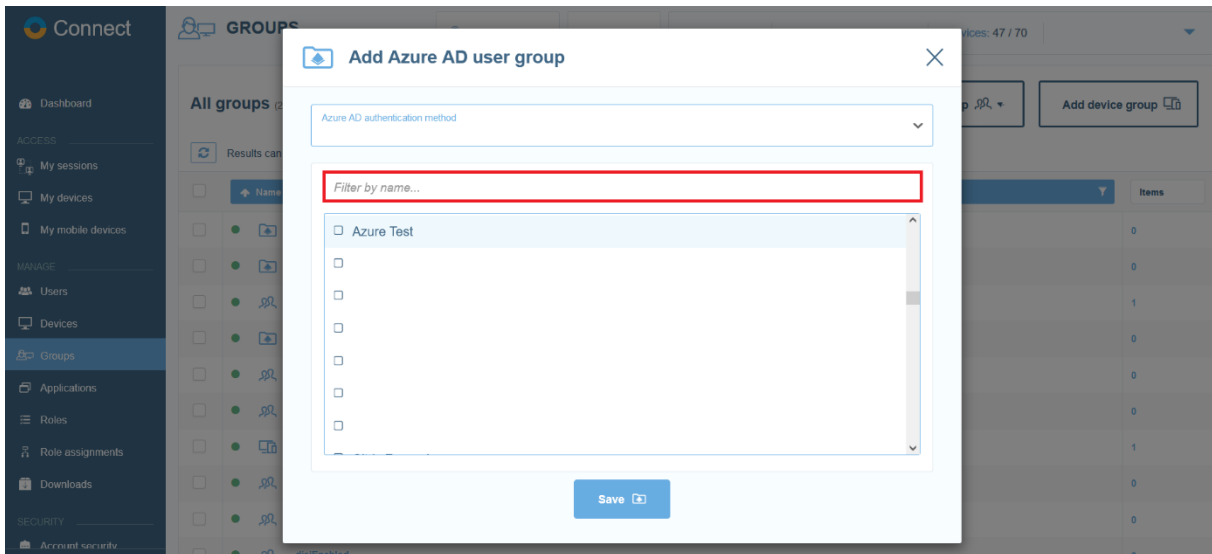 Connect
GROUPS
vices: 47 / 70
Add Azure AD user group
Dashboard
All groups
p
Add device group
Azure AD authentication method
ACCESS
My sessions
Results can
My devices
Filter by name...
Name
Items
My mobile devices
Azure Test
0
MANAGE
0
Users
1
Devices
0
Groups
0
Applications
0
Roles
1
Role assignments
0
Downloads
Save
0
SECURITY
Account security